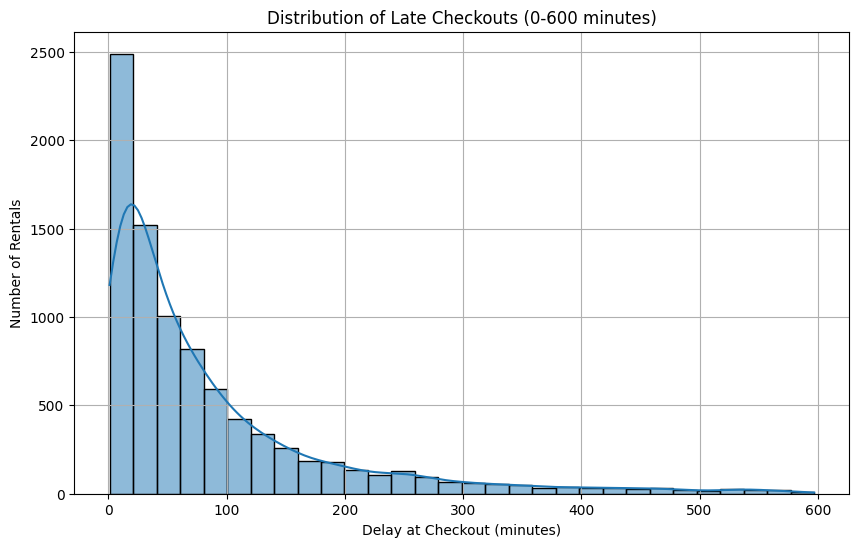 Distribution of Late Checkouts (0-600 minutes)
2500
2000
1500
1000
500
0
Number of Rentals
0 100 200 300 400 500 600
Delay at Checkout (minutes)